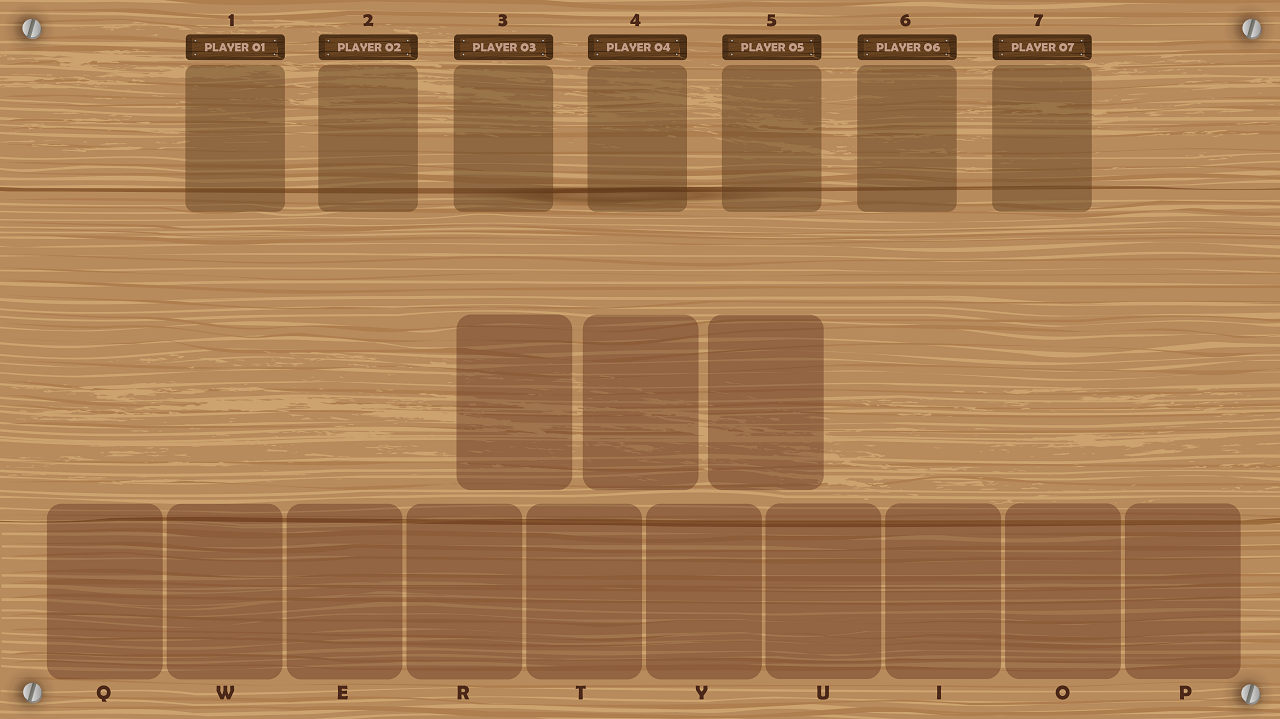 1 2 3 4 5 6 7
PLAYER 01 PLAYER 02 PLAYER 03 PLAYER 04 PLAYER 05 PLAYER 06 PLAYER 07
Q W E R T Y U I O P